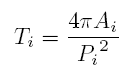 T_i = \frac{4\pi A_i}{P_i^2}